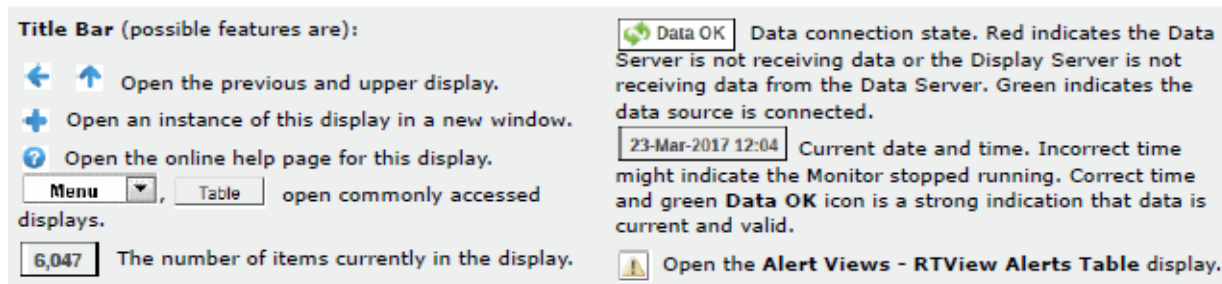 Title Bar (possible features are):
Open the previous and upper display.
Open an instance of this display in a new window.
Open the online help page for this display.
Menu , Table open commonly accessed
displays.
6,047 The number of items currently in the display.
Data OK Data connection state. Red indicates the Data
Server is not receiving data or the Display Server is not
receiving data from the Data Server. Green indicates the
data source is connected.
23-Mar-2017 12:04 Current date and time. Incorrect time
might indicate the Monitor stopped running. Correct time
and green Data OK icon is a strong indication that data is
current and valid.
Open the Alert Views - RTView Alerts Table display.